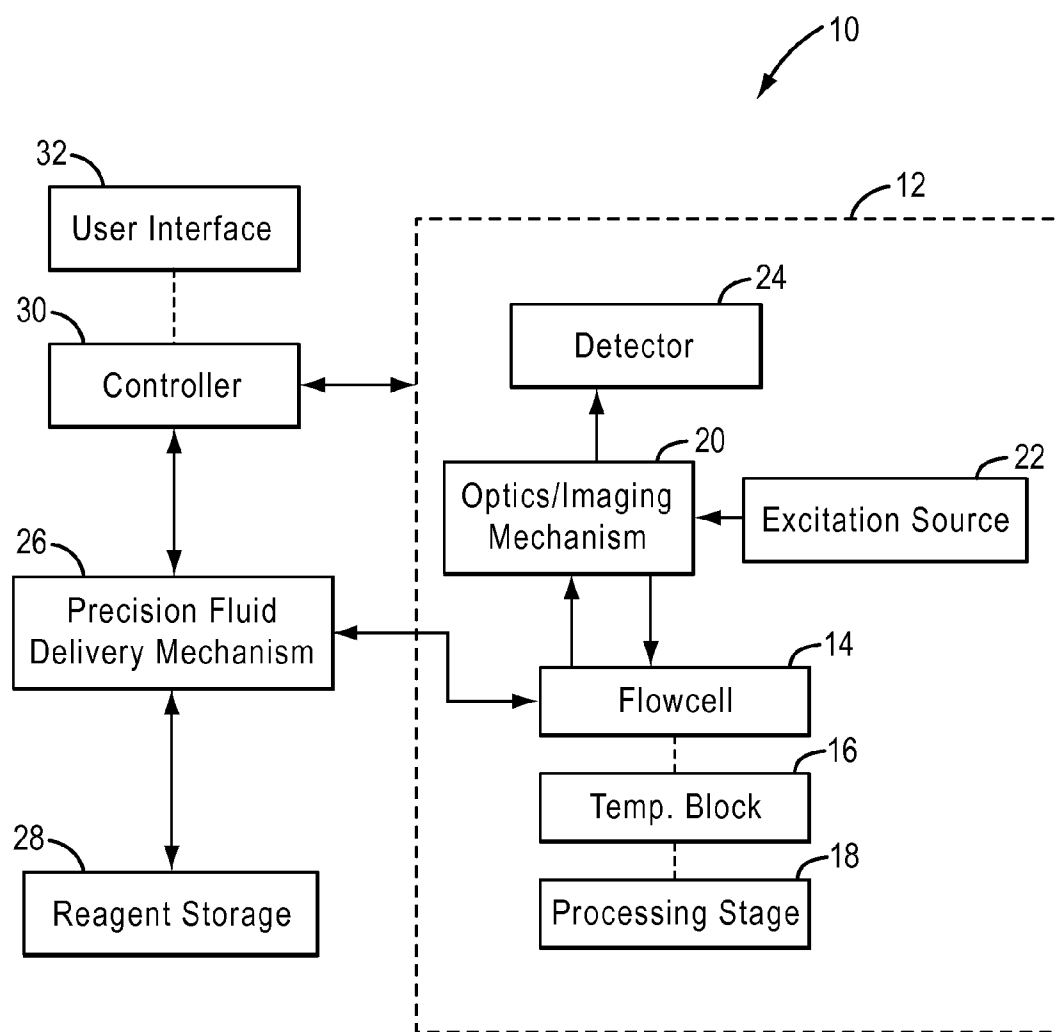 10
32
User Interface
12
30
Controller
24
Detector
20
Optics/Imaging
Mechanism
22
Excitation Source
26
Precision Fluid
Delivery Mechanism
14
Flowcell
16
Temp. Block
28
Reagent Storage
18
Processing Stage